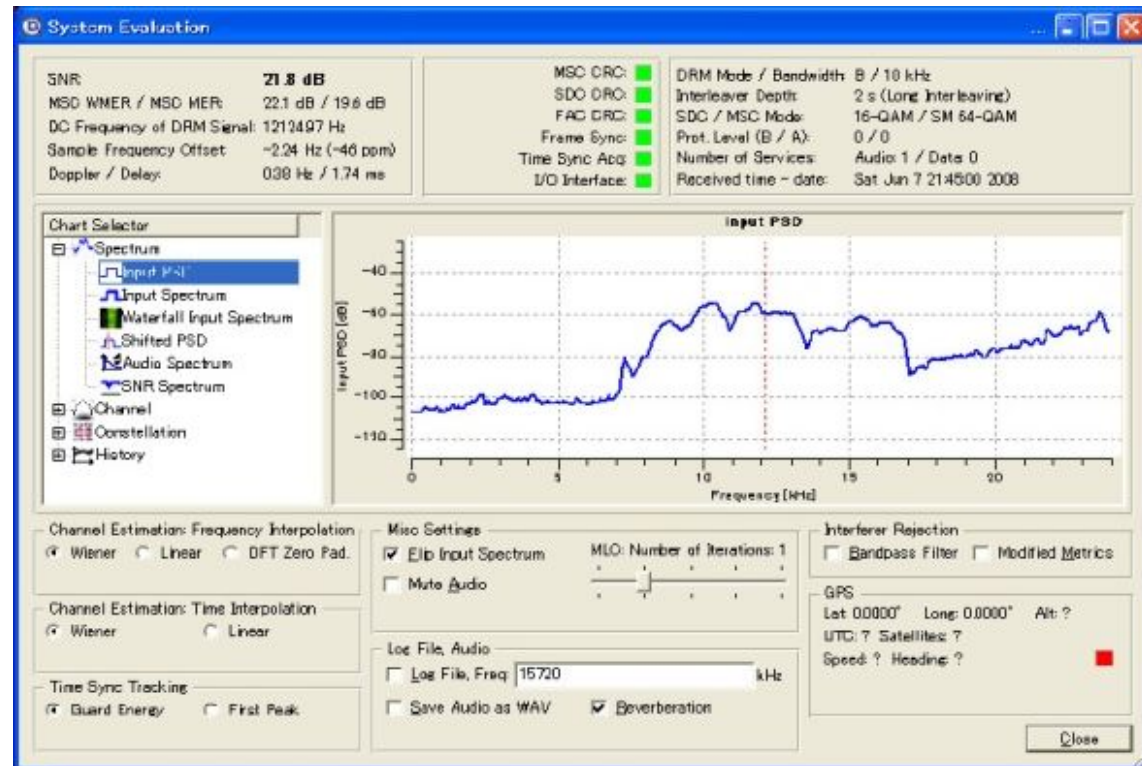 System Evaluation
SNR: 21.8 dB
MSC WMER / MSC MER: 22.1 dB / 19.6 dB
DC Frequency of DRM Signal: 12134.97 Hz
Sample Frequency Offset: -2.24 Hz (-46 ppm)
Doppler / Delay: 0.38 Hz / 1.74 ms
MSC CRC:
SDC CRC:
FAC CRC:
Frame Sync:
Time Sync Acq:
I/O Interface:
DRM Mode / Bandwidth: B / 10 kHz
Interleaver Depth: 2 s (Long Interleaving)
SDC / MSC Mode: 16-QAM / SM 64-QAM
Prot. Level (B / A): 0 / 0
Number of Services: Audio: 1 / Data: 0
Received time - date: Sat Jun 7 21:45:00 2008
Chart Selector
Spectrum
Input PSD
Input Spectrum
Waterfall Input Spectrum
Shifted PSD
Audio Spectrum
SNR Spectrum
Channel
Constellation
History
Input PSD
Input PSD [dB]
-40
-60
-80
-100
0 5 10 15 20
Frequency [kHz]
Channel Estimation: Frequency Interpolation
Wiener Linear DFT Zero Pad.
Channel Estimation: Time Interpolation
Wiener Linear
Time Sync Tracking
Guard Energy First Peak
Misc Settings
Flip Input Spectrum
Mute Audio
MLC: Number of Iterations: 1
Log File, Audio
Log File, Freq: 15720 kHz
Save Audio as WAV Reverberation
Interferer Rejection
Bandpass Filter Modified Metrics
GPS
Lat: 0.0000° Long: 0.0000° Alt: ?
UTC: ? Satellites: ?
Speed: ? Heading: ?
Close